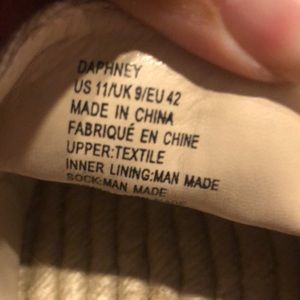 DAPHNEY
US 11/UK 9/EU 42
MADE IN CHINA
FABRIQUÉ EN CHINE
UPPER:TEXTILE
INNER LINING:MAN MADE
SOCK:MAN MADE